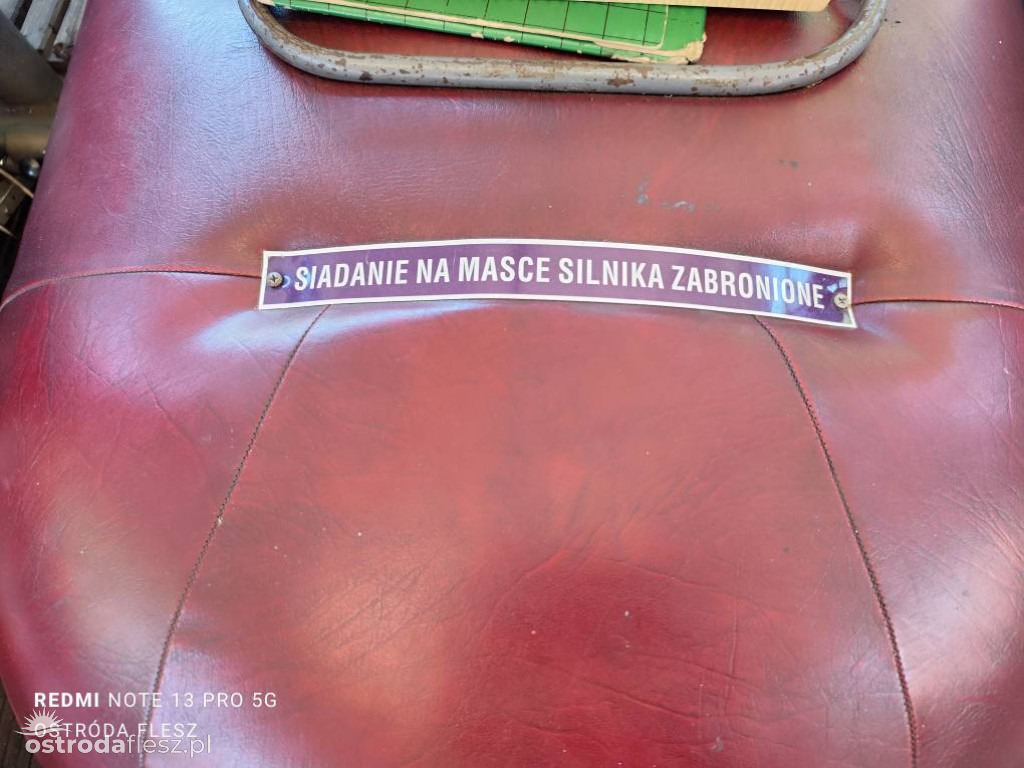 SIADANIE NA MASCE SILNIKA ZABRONIONE
REDMI NOTE 13 PRO 5G
OSTRÓDA FLESZ
ostrodaflesz.pl